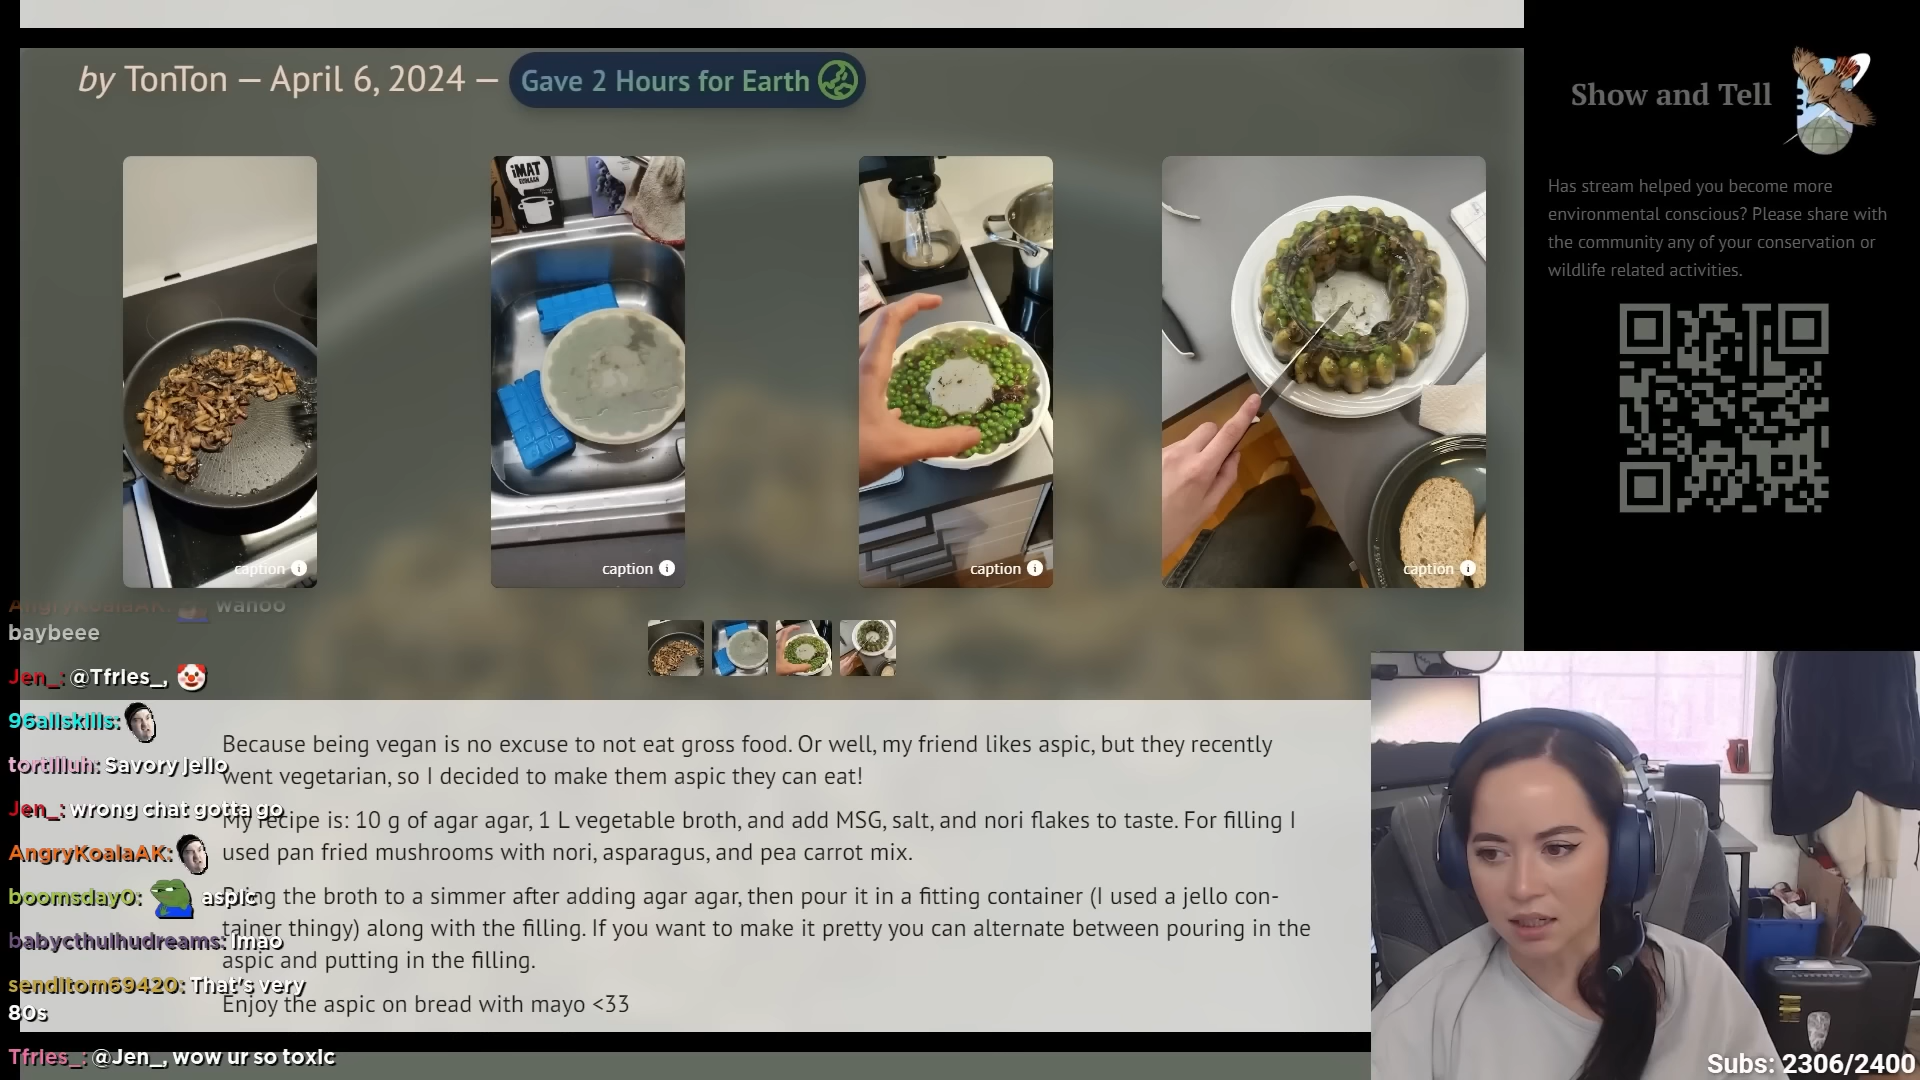 by TonTon — April 6, 2024 — Gave 2 Hours for Earth
Show and Tell
Has stream helped you become more
environmental conscious? Please share with
the community any of your conservation or
wildlife related activities.
iMAT
caption
caption
caption
caption
AngryKoalaAK: wahoo
baybeee
Jen_: @Tfrles_, 
96allskills:
tortilluh: Savory jello
Jen_: wrong chat gotta go
AngryKoalaAK:
boomsday0: aspic
babycthulhudreams: lmao
senditom69420: That's very
80s
Tfrles_: @Jen_, wow ur so toxic
Because being vegan is no excuse to not eat gross food. Or well, my friend likes aspic, but they recently
went vegetarian, so I decided to make them aspic they can eat!
My recipe is: 10 g of agar agar, 1 L vegetable broth, and add MSG, salt, and nori flakes to taste. For filling I
used pan fried mushrooms with nori, asparagus, and pea carrot mix.
Bring the broth to a simmer after adding agar agar, then pour it in a fitting container (I used a jello con-
tainer thingy) along with the filling. If you want to make it pretty you can alternate between pouring in the
aspic and putting in the filling.
Enjoy the aspic on bread with mayo <33
Subs: 2306/2400